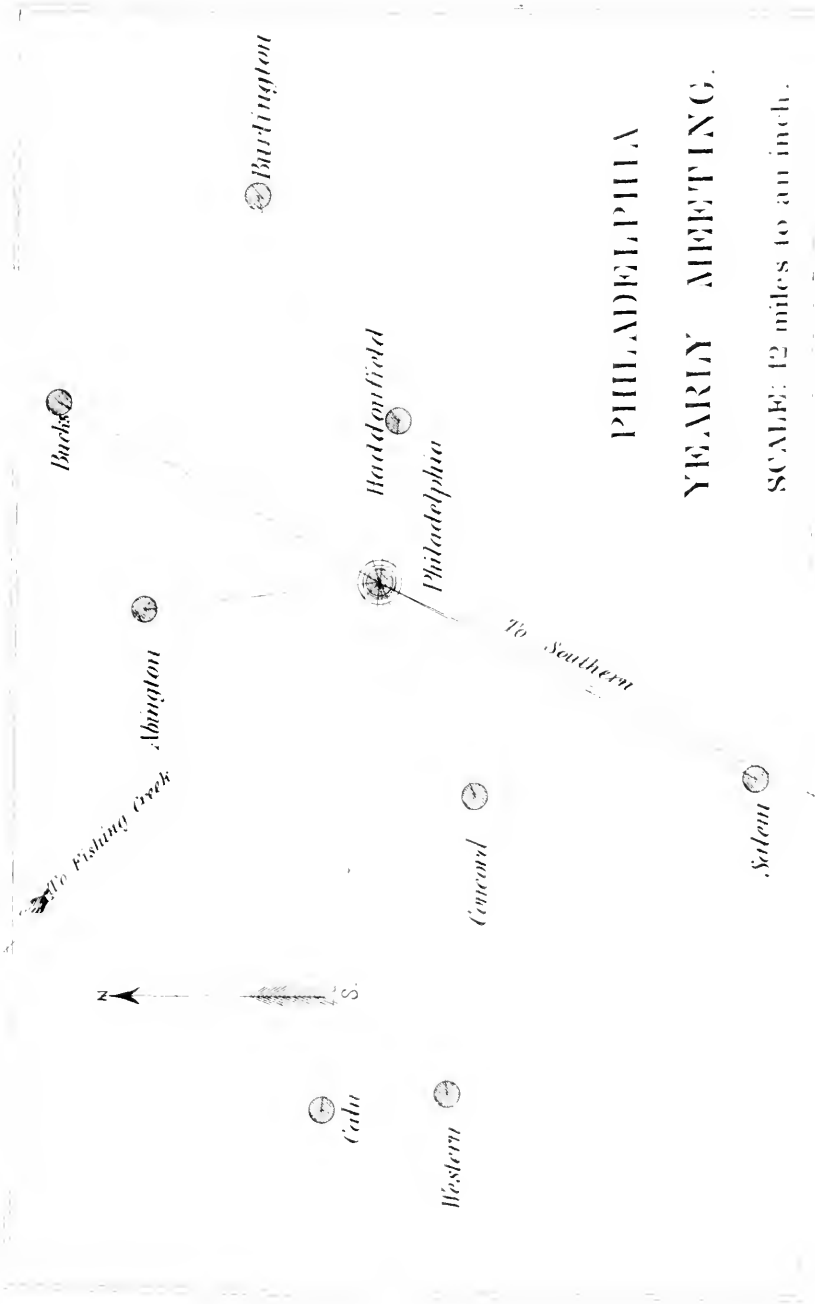 Bucks
Burlington
Abington
To Fishing Creek
Haddonfield
Philadelphia
N
S.
Caln
Western
Concord
To Southern
Salem
PHILADELPHIA
YEARLY MEETING.
SCALE: 12 miles to an inch.